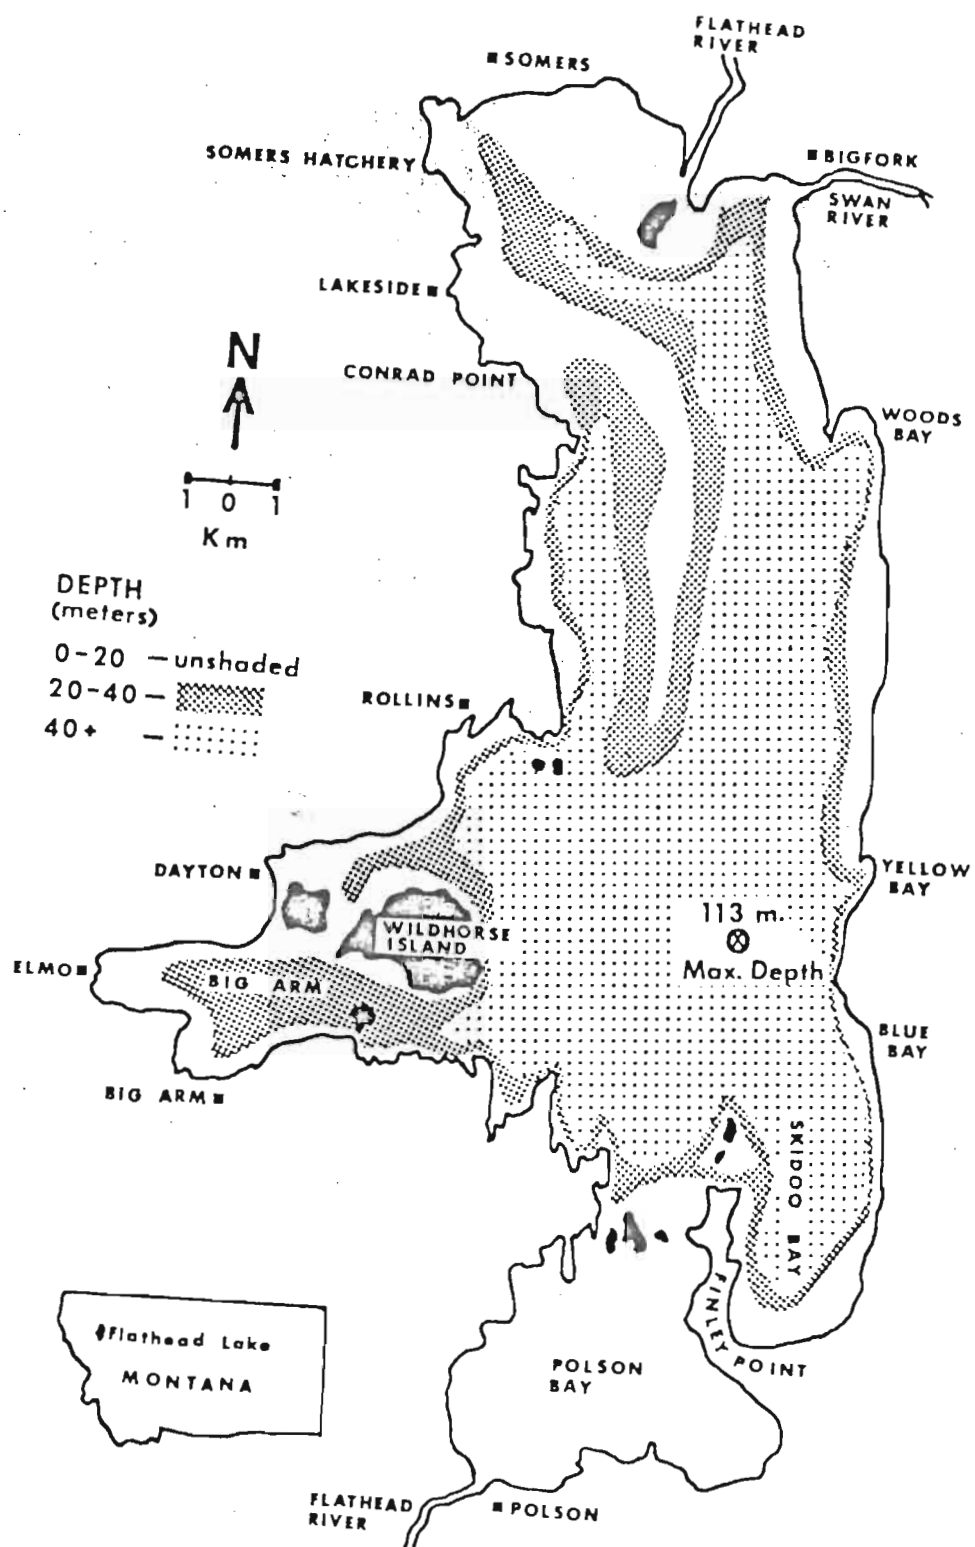 FLATHEAD
RIVER
SOMERS
BIGFORK
SOMERS HATCHERY
SWAN
RIVER
LAKESIDE
N
CONRAD POINT
WOODS
BAY
1 0 1
Km
DEPTH
(meters)
0-20 — unshaded
20-40 —
40+ —
ROLLINS
DAYTON
YELLOW
BAY
113 m.
WILDHORSE
ISLAND
Max. Depth
ELMO
BIG ARM
BLUE
BAY
BIG ARM
SKIDOO BAY
FINLEY POINT
Flathead Lake
MONTANA
POLSON
BAY
FLATHEAD
RIVER
POLSON